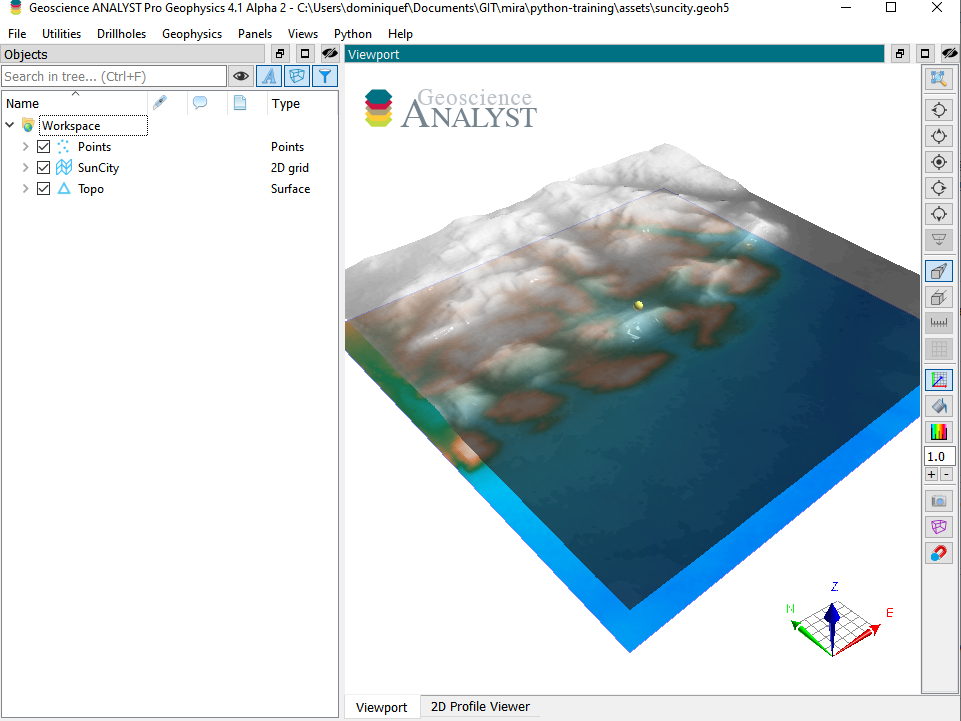 Geoscience ANALYST Pro Geophysics 4.1 Alpha 2 - C:\Users\dominiquef\Documents\GIT\mira\python-training\assets\suncity.geoh5
File Utilities Drillholes Geophysics Panels Views Python Help
Objects
Viewport
Search in tree... (Ctrl+F)
Name Type
Workspace
Points Points
SunCity 2D grid
Topo Surface
Geoscience
ANALYST
1.0
+ -
Z
N
E
Viewport 2D Profile Viewer